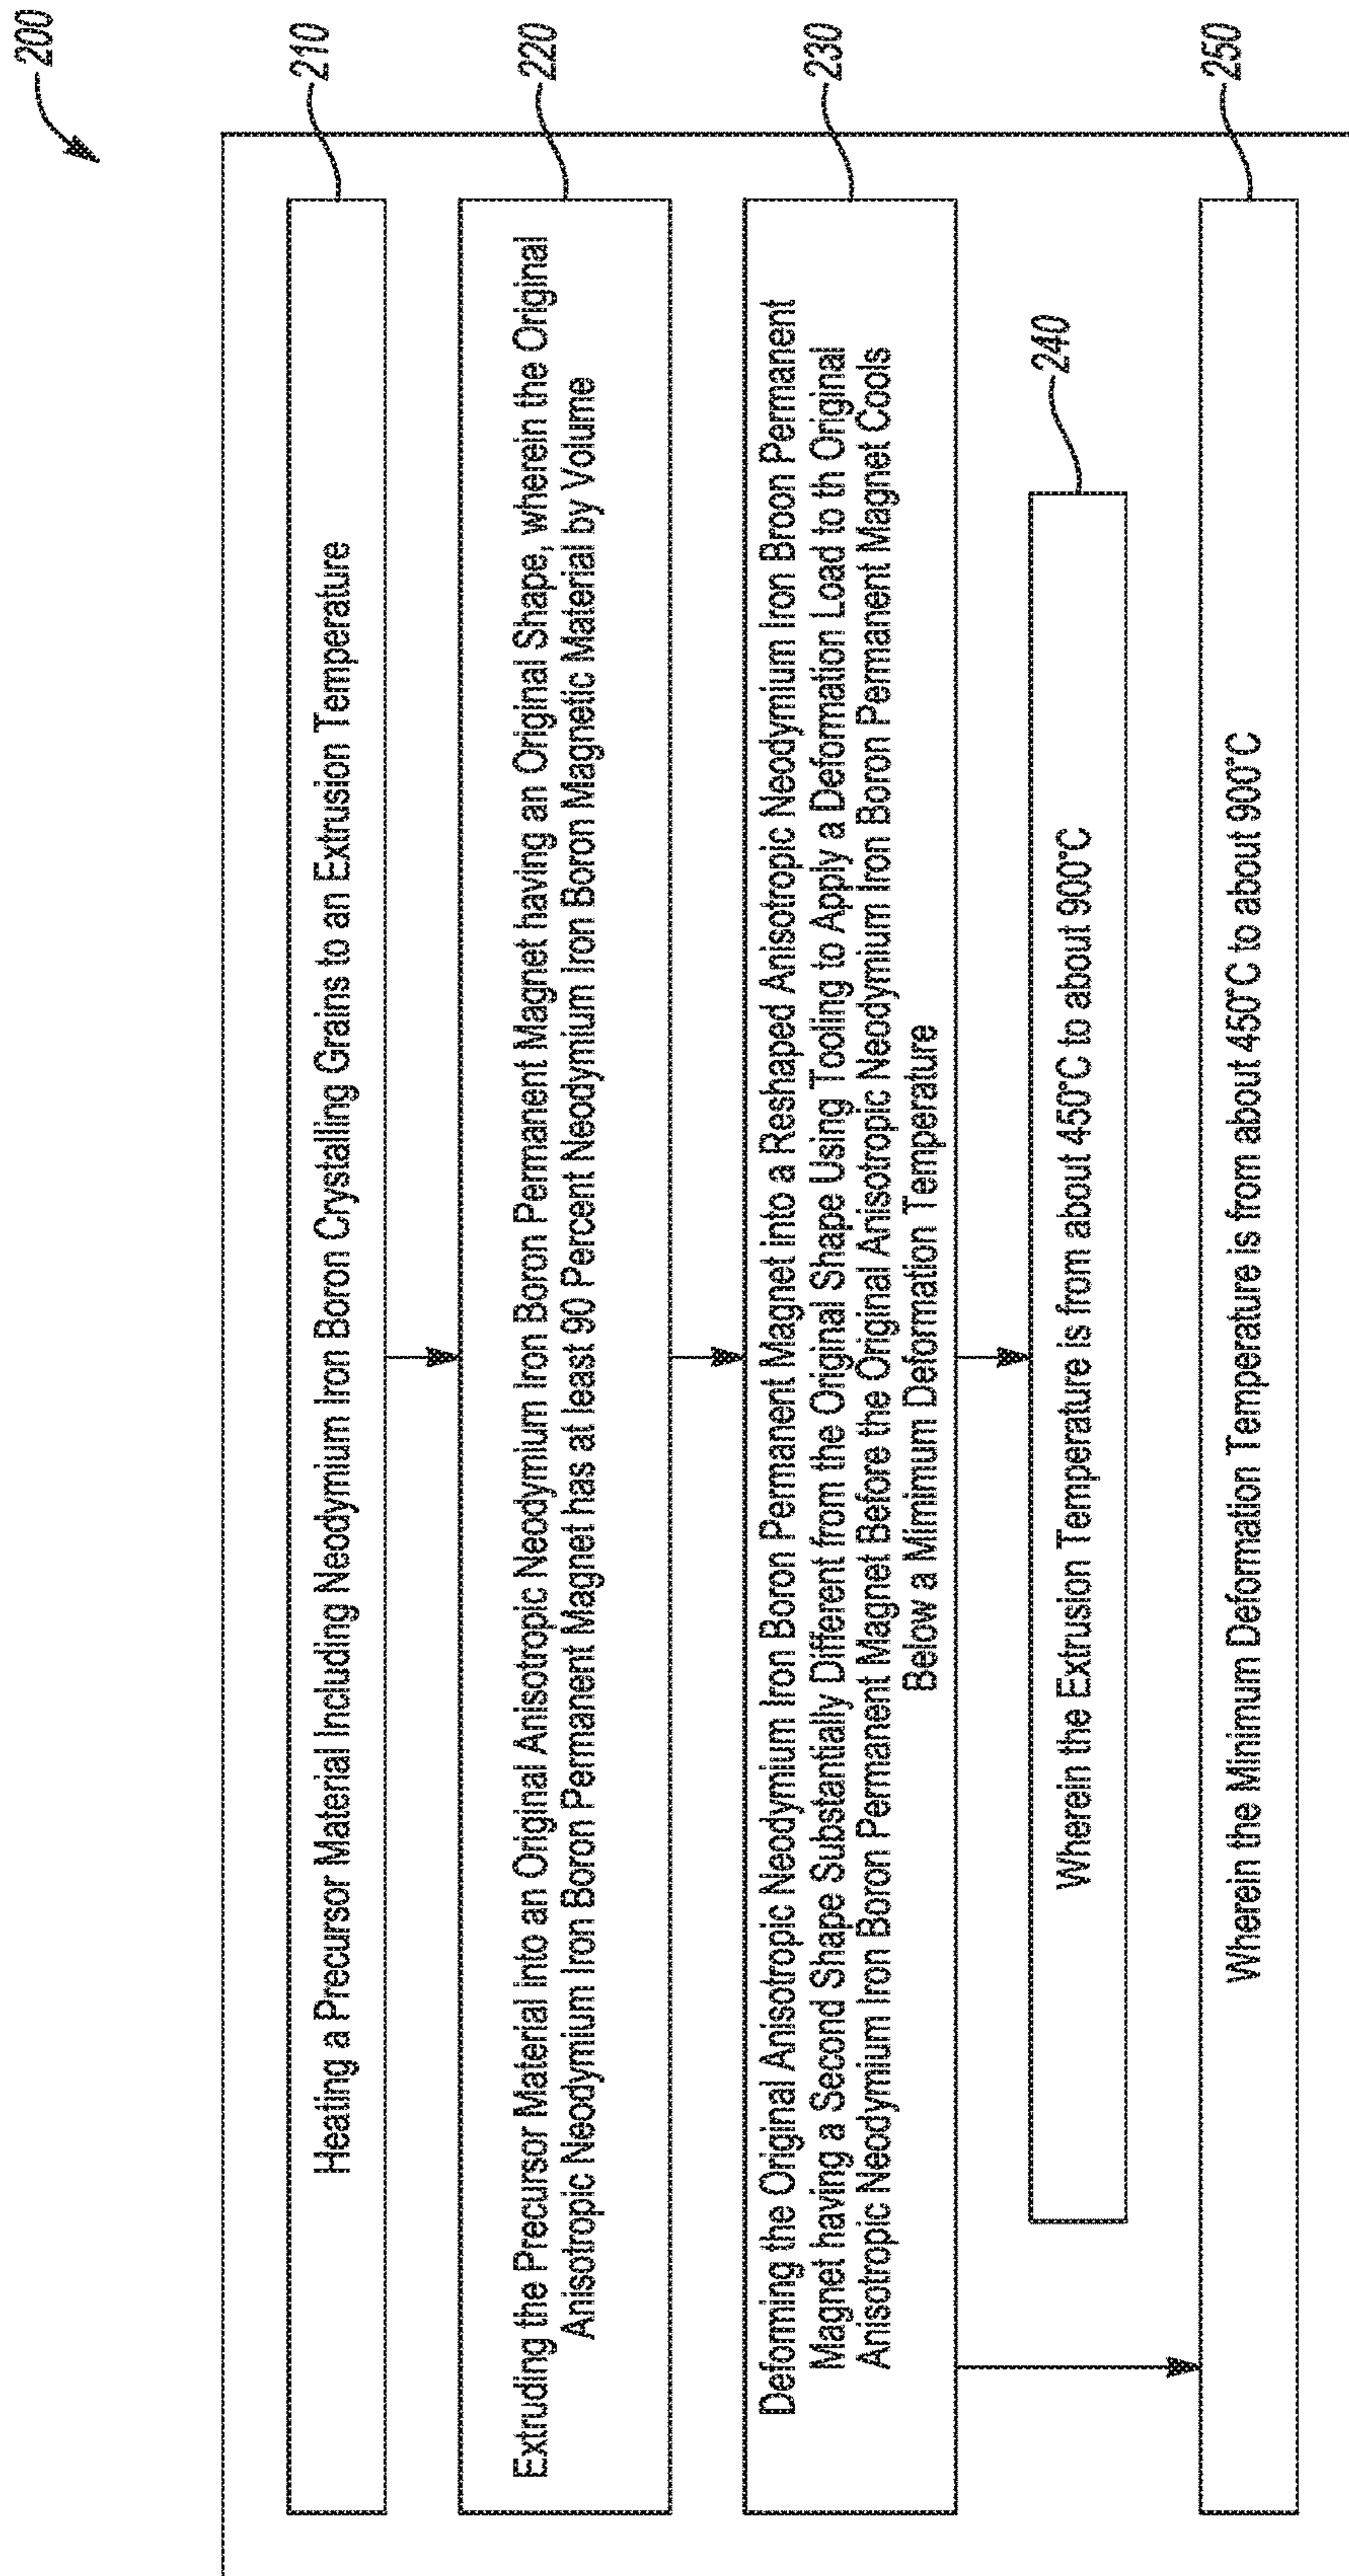 200
210
Heating a Precursor Material Including Neodymium Iron Boron Crystalling Grains to an Extrusion Temperature
220
Extruding the Precursor Material into an Original Anisotropic Neodymium Iron Boron Permanent Magnet having an Original Shape, wherein the Original
Anisotropic Neodymium Iron Boron Permanent Magnet has at least 90 Percent Neodymium Iron Boron Magnetic Material by Volume
230
Deforming the Original Anisotropic Neodymium Iron Boron Permanent Magnet into a Reshaped Anisotropic Neodymium Iron Broon Permanent
Magnet having a Second Shape Substantially Different from the Original Shape Using Tooling to Apply a Deformation Load to th Original
Anisotropic Neodymium Iron Boron Permanent Magnet Before the Original Anisotropic Neodymium Iron Boron Permanent Magnet Cools
Below a Mimimum Deformation Temperature
240
Wherein the Extrusion Temperature is from about 450°C to about 900°C
250
Wherein the Minimum Deformation Temperature is from about 450°C to about 900°C